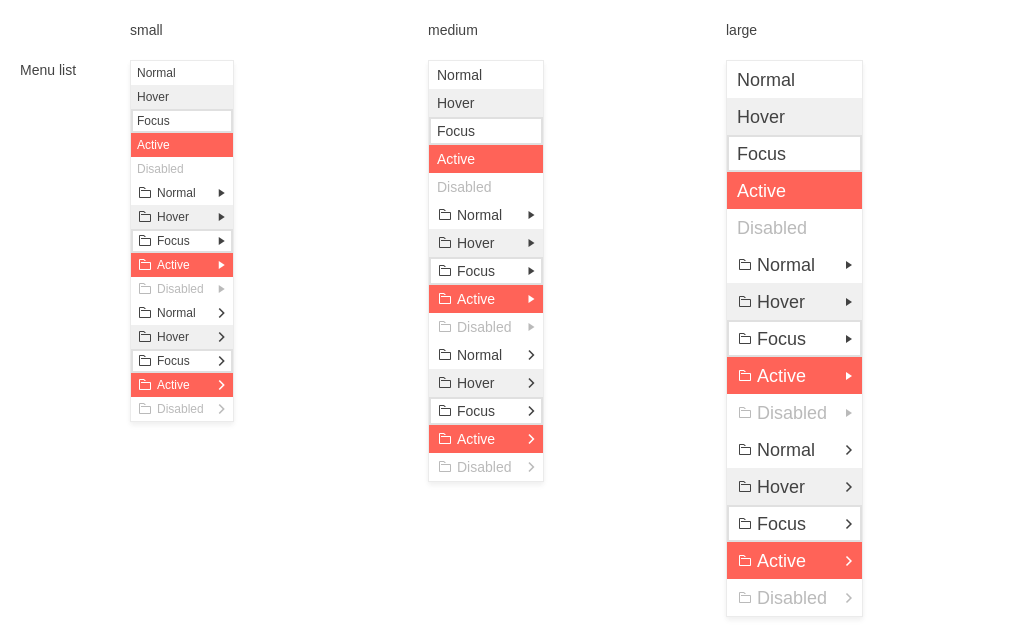 small
medium
large
Menu list
Normal
Hover
Focus
Active
Disabled
Normal
Hover
Focus
Active
Disabled
Normal
Hover
Focus
Active
Disabled
Normal
Hover
Focus
Active
Disabled
Normal
Hover
Focus
Active
Disabled
Normal
Hover
Focus
Active
Disabled
Normal
Hover
Focus
Active
Disabled
Normal
Hover
Focus
Active
Disabled
Normal
Hover
Focus
Active
Disabled